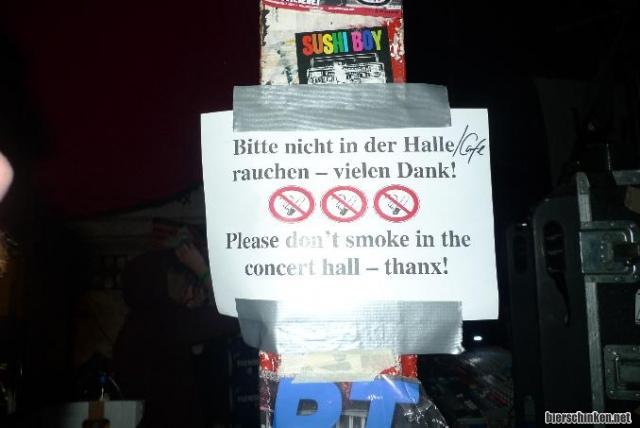 SUSHI BOY
Bitte nicht in der Halle/Cafe
rauchen – vielen Dank!
Please don't smoke in the
concert hall – thanx!
bierschinken.net